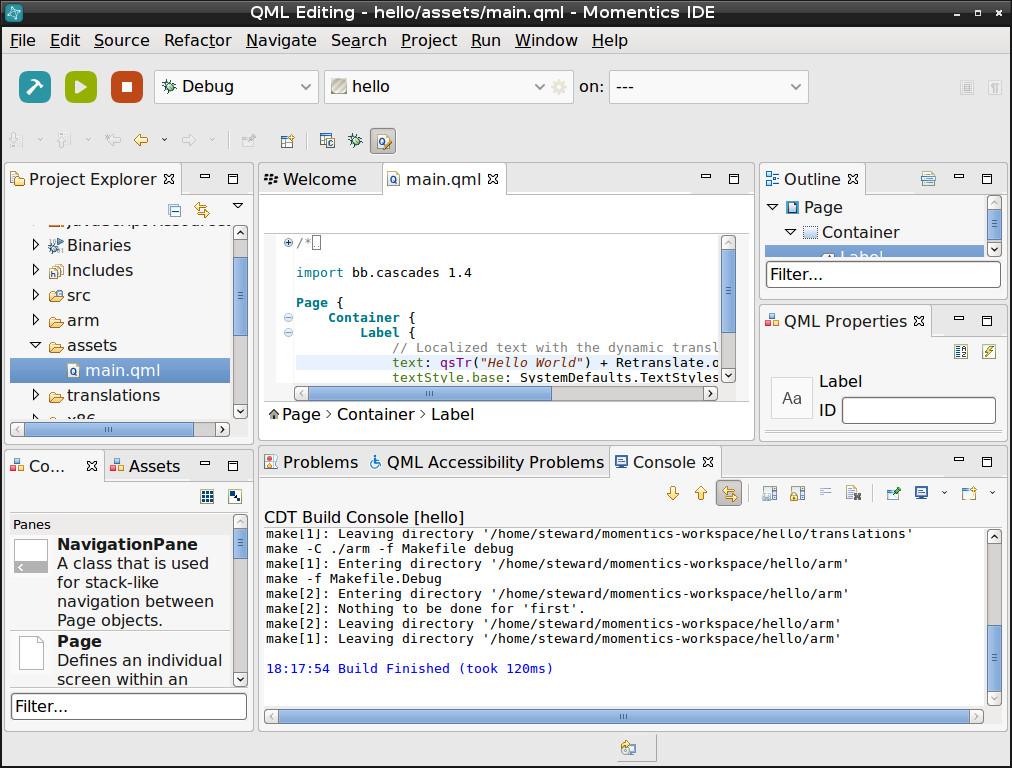 QML Editing - hello/assets/main.qml - Momentics IDE
File Edit Source Refactor Navigate Search Project Run Window Help
Debug hello on: ---
Project Explorer
JavaScript Resources
Binaries
Includes
src
arm
assets
main.qml
translations
x86
Welcome main.qml
/*
import bb.cascades 1.4
Page {
Container {
Label {
// Localized text with the dynamic transl
text: qsTr("Hello World") + Retranslate.o
textStyle.base: SystemDefaults.TextStyles
Page > Container > Label
Outline
Page
Container
Label
Filter...
QML Properties
Aa
Label
ID
Co... Assets
Panes
NavigationPane
A class that is used
for stack-like
navigation between
Page objects.
Page
Defines an individual
screen within an
Filter...
Problems QML Accessibility Problems Console
CDT Build Console [hello]
make[1]: Leaving directory '/home/steward/momentics-workspace/hello/translations'
make -C ./arm -f Makefile debug
make[1]: Entering directory '/home/steward/momentics-workspace/hello/arm'
make -f Makefile.Debug
make[2]: Entering directory '/home/steward/momentics-workspace/hello/arm'
make[2]: Nothing to be done for 'first'.
make[2]: Leaving directory '/home/steward/momentics-workspace/hello/arm'
make[1]: Leaving directory '/home/steward/momentics-workspace/hello/arm'
18:17:54 Build Finished (took 120ms)